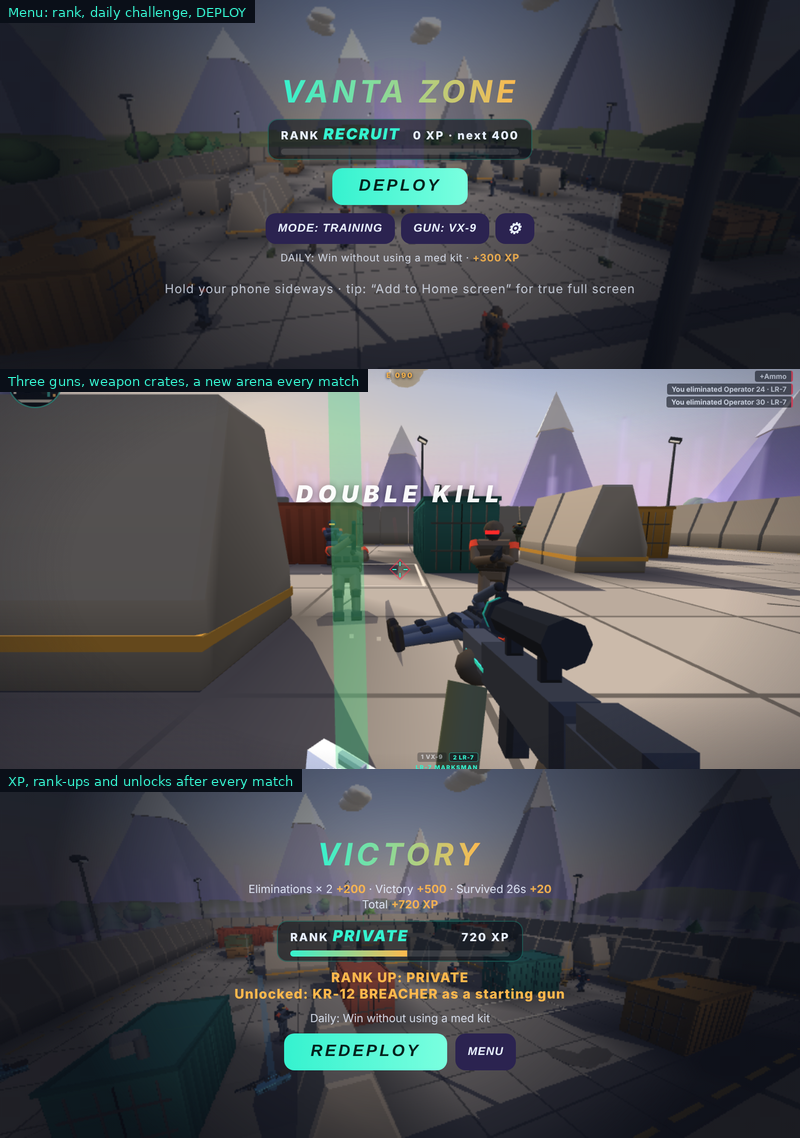 Menu: rank, daily challenge, DEPLOY
VANTA ZONE
RANK RECRUIT 0 XP · next 400
DEPLOY
MODE: TRAINING GUN: VX-9 ⚙
DAILY: Win without using a med kit · +300 XP
Hold your phone sideways · tip: “Add to Home screen” for true full screen
Three guns, weapon crates, a new arena every match
+Ammo
You eliminated Operator 24 · LR-7
You eliminated Operator 30 · LR-7
DOUBLE KILL
1 VX-9 2 LR-7
LR-7 MARKSMAN
XP, rank-ups and unlocks after every match
VICTORY
Eliminations × 2 +200 · Victory +500 · Survived 26s +20
Total +720 XP
RANK PRIVATE 720 XP
RANK UP: PRIVATE
Unlocked: KR-12 BREACHER as a starting gun
Daily: Win without using a med kit
REDEPLOY MENU